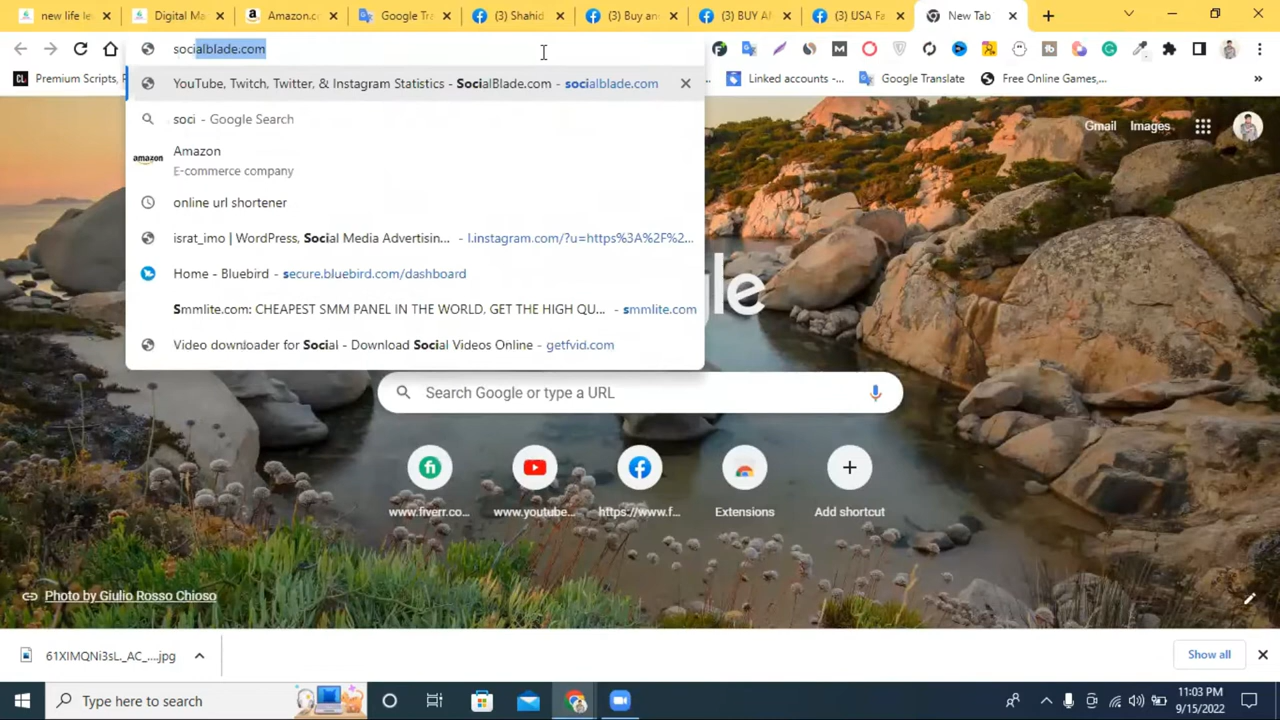 new life le
Digital Ma
Amazon.co
Google Tra
(3) Shahid
(3) Buy an
(3) BUY A
(3) USA Fa
New Tab
socialblade.com
Premium Scripts,
Linked accounts -...
Google Translate
Free Online Games,...
YouTube, Twitch, Twitter, & Instagram Statistics - SocialBlade.com - socialblade.com
soci - Google Search
Amazon
E-commerce company
online url shortener
israt_imo | WordPress, Social Media Advertisin... - l.instagram.com/?u=https%3A%2F%2...
Home - Bluebird - secure.bluebird.com/dashboard
Smmlite.com: CHEAPEST SMM PANEL IN THE WORLD, GET THE HIGH QU... - smmlite.com
Video downloader for Social - Download Social Videos Online - getfvid.com
Gmail
Images
gle
Search Google or type a URL
www.fiverr.co...
www.youtube...
https://www.f...
Extensions
Add shortcut
Photo by Giulio Rosso Chioso
61XIMQNi3sL._AC_....jpg
Show all
Type here to search
11:03 PM
9/15/2022